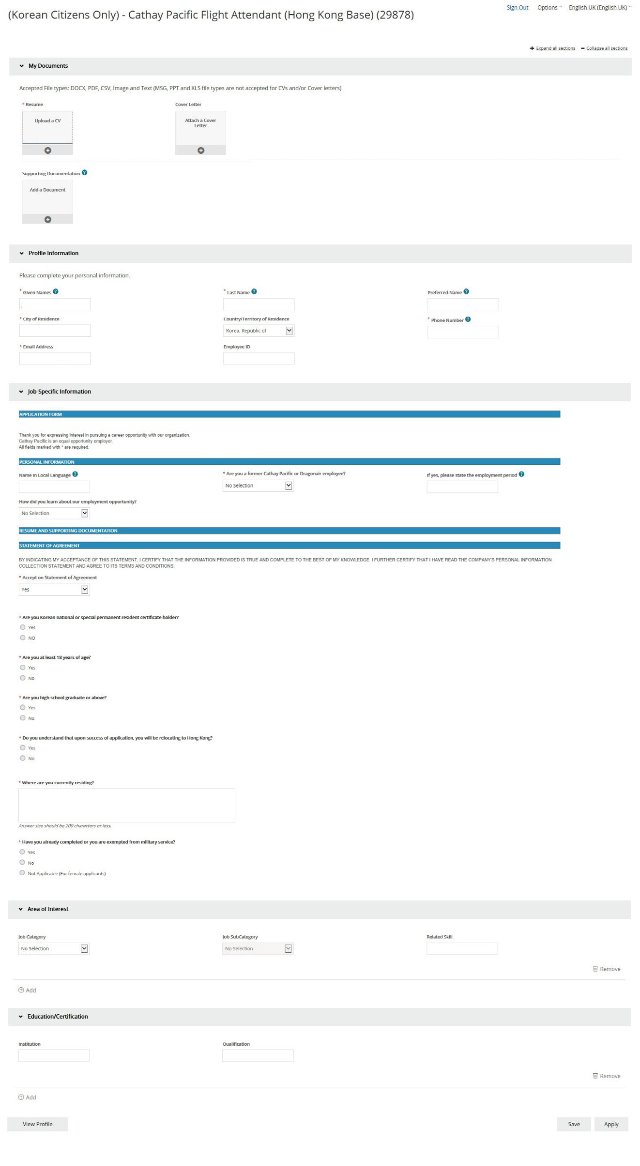 Sign Out Options English UK (English UK)
(Korean Citizens Only) - Cathay Pacific Flight Attendant (Hong Kong Base) (29878)
Expand all sections Collapse all sections
My Documents
Accepted File types: DOCX, PDF, CSV, Image and Text (MSG, PPT and XLS file types are not accepted for CVs and/or Cover letters)
* Resume Cover Letter
Upload a CV Attach a Cover
Letter
Supporting Documentation
Add a Document
Profile Information
Please complete your personal information.
* Given Names * Last Name Preferred Name
* City of Residence Country/Territory of Residence * Phone Number
Korea, Republic of
* Email Address Employee ID
Job-Specific Information
APPLICATION FORM
Thank you for expressing interest in pursuing a career opportunity with our organization.
Cathay Pacific is an equal opportunity employer.
All fields marked with * are required.
PERSONAL INFORMATION
Name in Local Language * Are you a former Cathay Pacific or Dragonair employee? If yes, please state the employment period
No Selection
How did you learn about our employment opportunity?
No Selection
RESUME AND SUPPORTING DOCUMENTATION
STATEMENT OF AGREEMENT
BY INDICATING MY ACCEPTANCE OF THIS STATEMENT, I CERTIFY THAT THE INFORMATION PROVIDED IS TRUE AND COMPLETE TO THE BEST OF MY KNOWLEDGE. I FURTHER CERTIFY THAT I HAVE READ THE COMPANY'S PERSONAL INFORMATION
COLLECTION STATEMENT AND AGREE TO ITS TERMS AND CONDITIONS
* Accept on Statement of Agreement
Yes
* Are you Korean national or special permanent resident certificate holder?
Yes
NO
* Are you at least 18 years of age?
Yes
No
* Are you high school graduate or above?
Yes
No
* Do you understand that upon success of application, you will be relocating to Hong Kong?
Yes
No
* Where are you currently residing?
Answer size should be 200 characters or less.
* Have you already completed or you are exempted from military service?
Yes
No
Not Applicable (For female applicants)
Area of Interest
Job Category Job SubCategory Related Skill
No Selection No Selection
Remove
Add
Education/Certification
Institution Qualification
Remove
Add
View Profile Save Apply